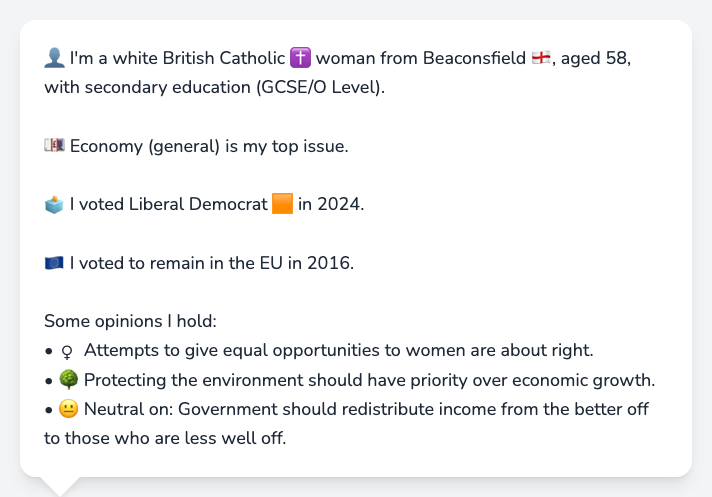 👤 I'm a white British Catholic ✝️ woman from Beaconsfield 🏴󠁧󠁢󠁥󠁮󠁧󠁿, aged 58,
with secondary education (GCSE/O Level).
💷 Economy (general) is my top issue.
🗳️ I voted Liberal Democrat 🟧 in 2024.
🇪🇺 I voted to remain in the EU in 2016.
Some opinions I hold:
• ♀ Attempts to give equal opportunities to women are about right.
• 🌳 Protecting the environment should have priority over economic growth.
• 😐 Neutral on: Government should redistribute income from the better off
to those who are less well off.